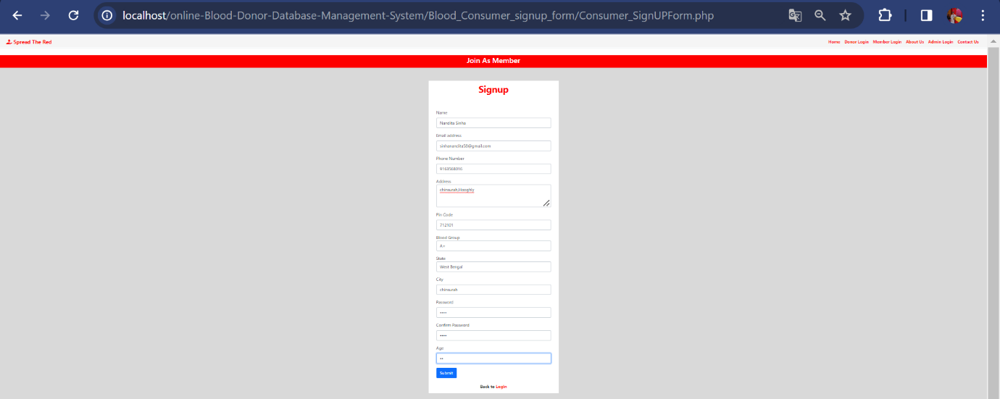 localhost/online-Blood-Donor-Database-Management-System/Blood_Consumer_signup_form/Consumer_SignUPForm.php
Spread The Red Home Donor Login Member Login About Us Admin Login Contact Us
Join As Member
Signup
Name
Nandita Sinha
Email address
sinhanandita58@gmail.com
Phone Number
9163568016
Address
chinsurah,Hooghly
Pin Code
712101
Blood Group
A+
State
West Bengal
City
chinsurah
Password
••••
Confirm Password
••••
Age
••
Submit
Back to Login